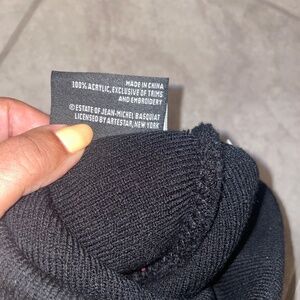 MADE IN CHINA
100% ACRYLIC, EXCLUSIVE OF TRIMS
AND EMBROIDERY
©ESTATE OF JEAN-MICHEL BASQUIAT
LICENSED BY ARTESTAR, NEW YORK